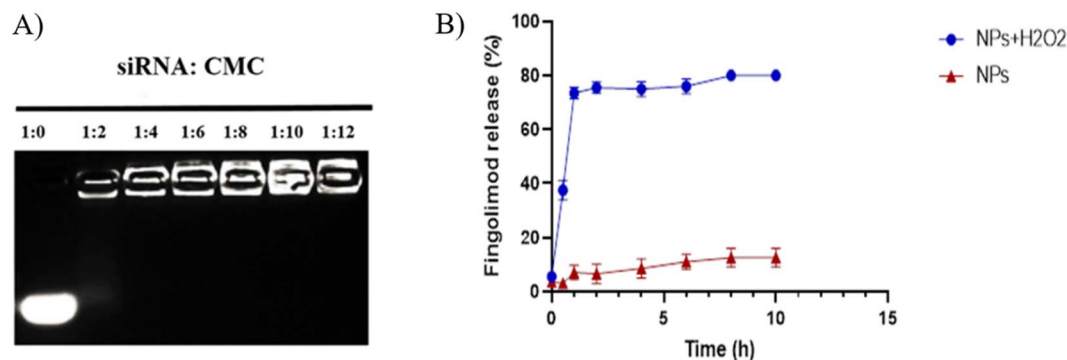 A)
siRNA: CMC
1:0 1:2 1:4 1:6 1:8 1:10 1:12
B)
Fingolimod release (%)
100
80
60
40
20
0
0 5 10 15
Time (h)
NPs+H2O2
NPs